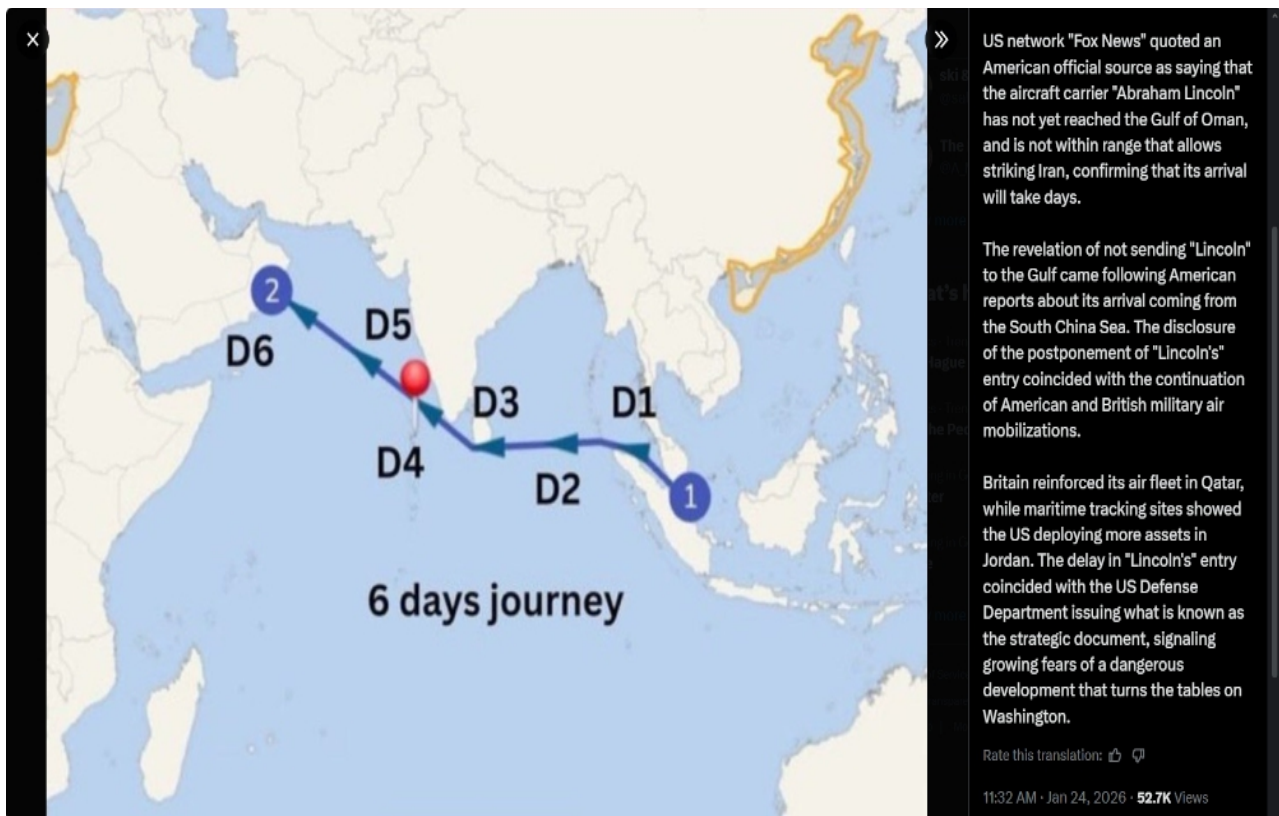 2
D5
D6
D3
D1
D4
D2
1
6 days journey
US network "Fox News" quoted an
American official source as saying that
the aircraft carrier "Abraham Lincoln"
has not yet reached the Gulf of Oman,
and is not within range that allows
striking Iran, confirming that its arrival
will take days.
The revelation of not sending "Lincoln"
to the Gulf came following American
reports about its arrival coming from
the South China Sea. The disclosure
of the postponement of "Lincoln's"
entry coincided with the continuation
of American and British military air
mobilizations.
Britain reinforced its air fleet in Qatar,
while maritime tracking sites showed
the US deploying more assets in
Jordan. The delay in "Lincoln's" entry
coincided with the US Defense
Department issuing what is known as
the strategic document, signaling
growing fears of a dangerous
development that turns the tables on
Washington.
Rate this translation:
11:32 AM · Jan 24, 2026 · 52.7K Views